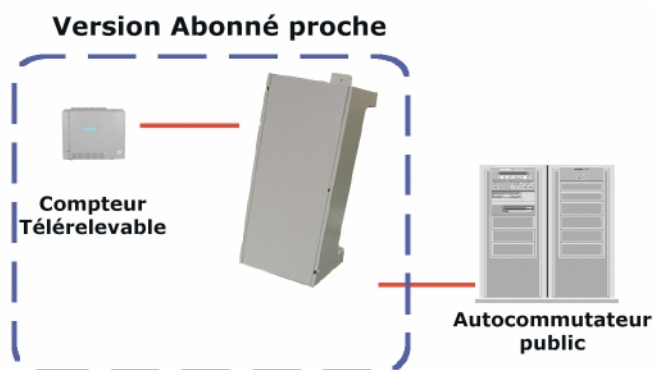 Version Abonné proche
Compteur
Télérelevable
Autocommutateur
public